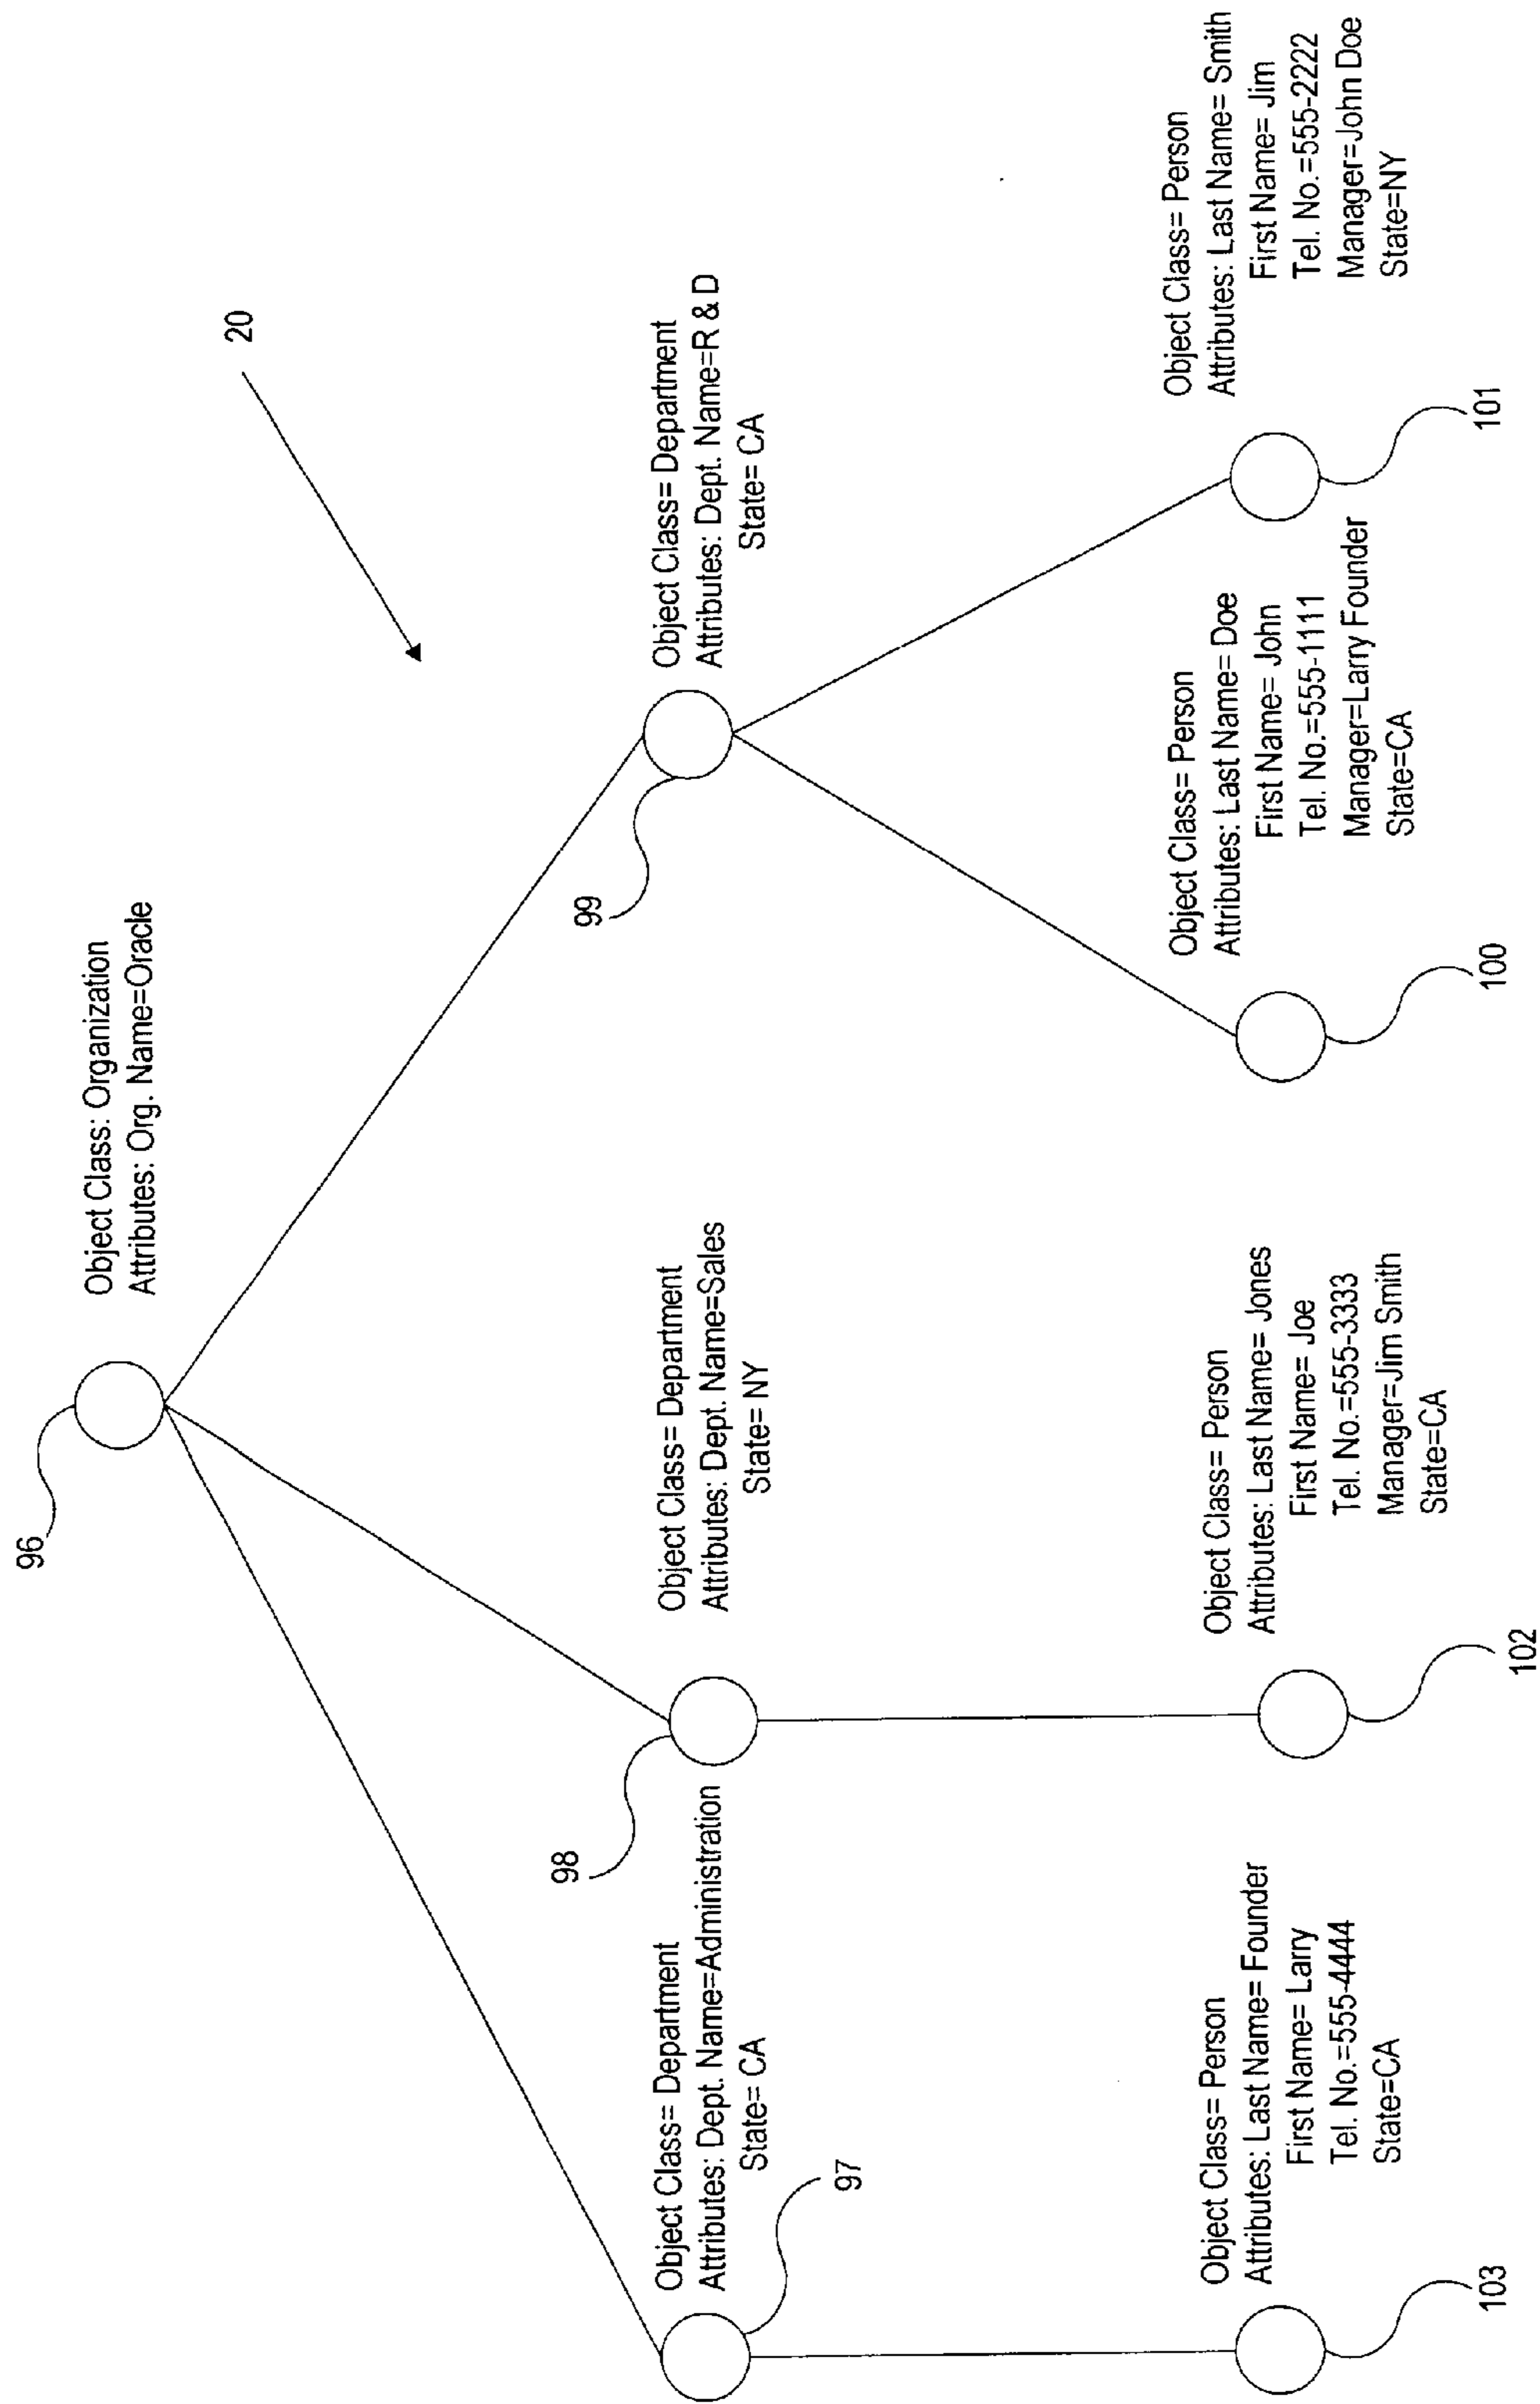 96
Object Class: Organization
Attributes: Org. Name=Oracle
20
Object Class= Department
Attributes: Dept. Name=Administration
State= CA
97
98
Object Class= Department
Attributes: Dept. Name=Sales
State= NY
99
Object Class= Department
Attributes: Dept. Name=R & D
State= CA
Object Class= Person
Attributes: Last Name= Founder
First Name= Larry
Tel. No.=555-4444
State=CA
103
Object Class= Person
Attributes: Last Name= Jones
First Name= Joe
Tel. No.=555-3333
Manager=Jim Smith
State=CA
102
Object Class= Person
Attributes: Last Name= Doe
First Name= John
Tel. No.=555-1111
Manager=Larry Founder
State=CA
100
Object Class= Person
Attributes: Last Name= Smith
First Name= Jim
Tel. No.=555-2222
Manager=John Doe
State=NY
101